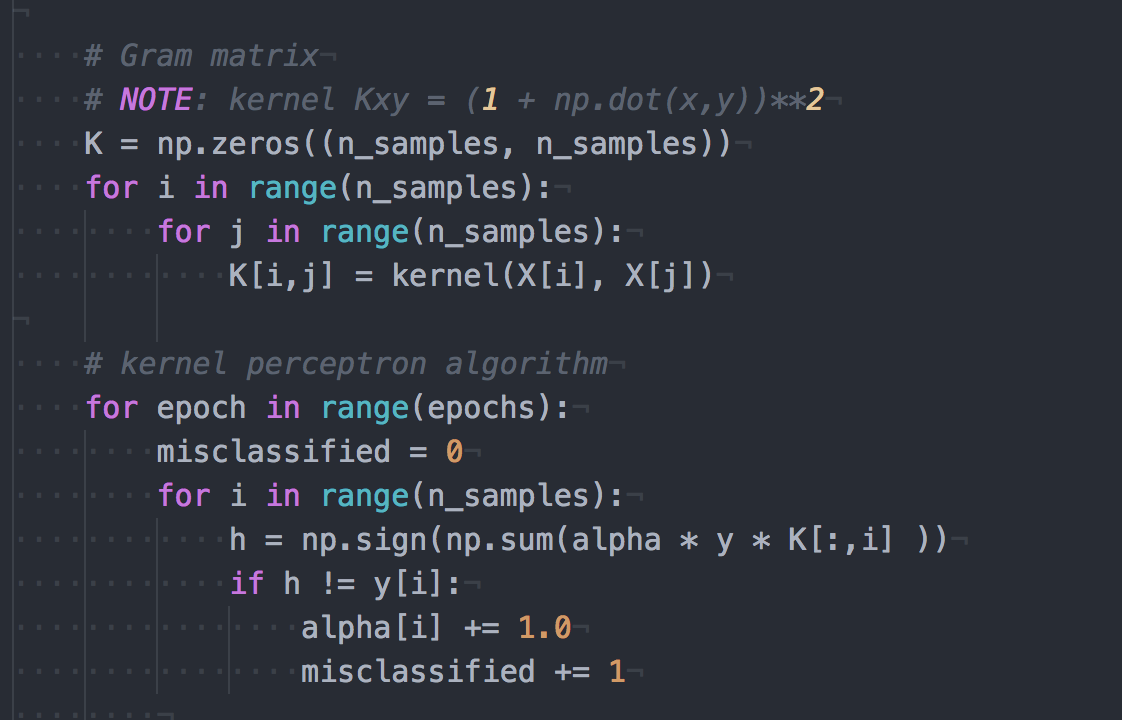 # Gram matrix
# NOTE: kernel Kxy = (1 + np.dot(x,y))**2
K = np.zeros((n_samples, n_samples))
for i in range(n_samples):
for j in range(n_samples):
K[i,j] = kernel(X[i], X[j])
# kernel perceptron algorithm
for epoch in range(epochs):
misclassified = 0
for i in range(n_samples):
h = np.sign(np.sum(alpha * y * K[:,i] ))
if h != y[i]:
alpha[i] += 1.0
misclassified += 1